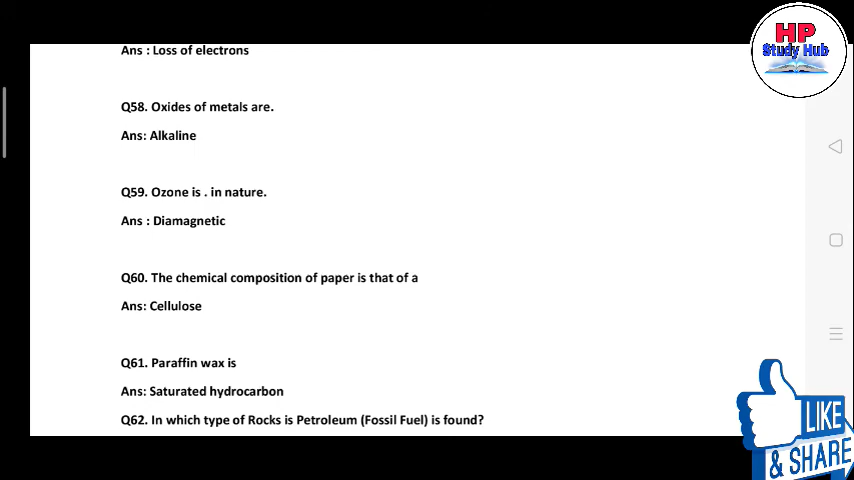 HP
Study Hub
Ans : Loss of electrons
Q58. Oxides of metals are.
Ans: Alkaline
Q59. Ozone is . in nature.
Ans : Diamagnetic
Q60. The chemical composition of paper is that of a
Ans: Cellulose
Q61. Paraffin wax is
Ans: Saturated hydrocarbon
Q62. In which type of Rocks is Petroleum (Fossil Fuel) is found?
LIKE
& SHARE